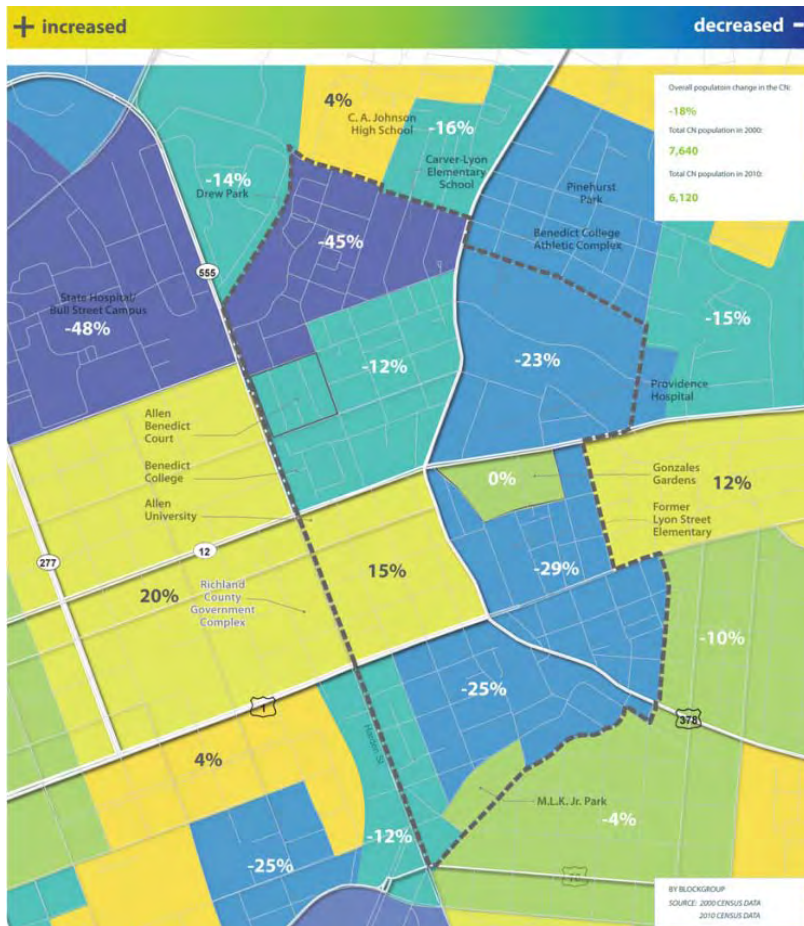 + increased
decreased −
Overall population change in the CN:
-18%
Total CN population in 2000:
7,640
Total CN population in 2010:
6,120
4%
C. A. Johnson
High School
-16%
Carver-Lyon
Elementary
School
-14%
Drew Park
Pinehurst
Park
Benedict College
Athletic Complex
-45%
555
State Hospital/
Bull Street Campus
-48%
-15%
-12%
-23%
Providence
Hospital
Allen
Benedict
Court
Benedict
College
Allen
University
0%
Gonzales
Gardens
12%
Former
Lyon Street
Elementary
12
277
20%
15%
-29%
Richland
County
Government
Complex
-10%
-25%
1
378
Harden St
4%
M.L.K. Jr. Park
-4%
-12%
-25%
76
BY BLOCKGROUP
SOURCE: 2000 CENSUS DATA
2010 CENSUS DATA